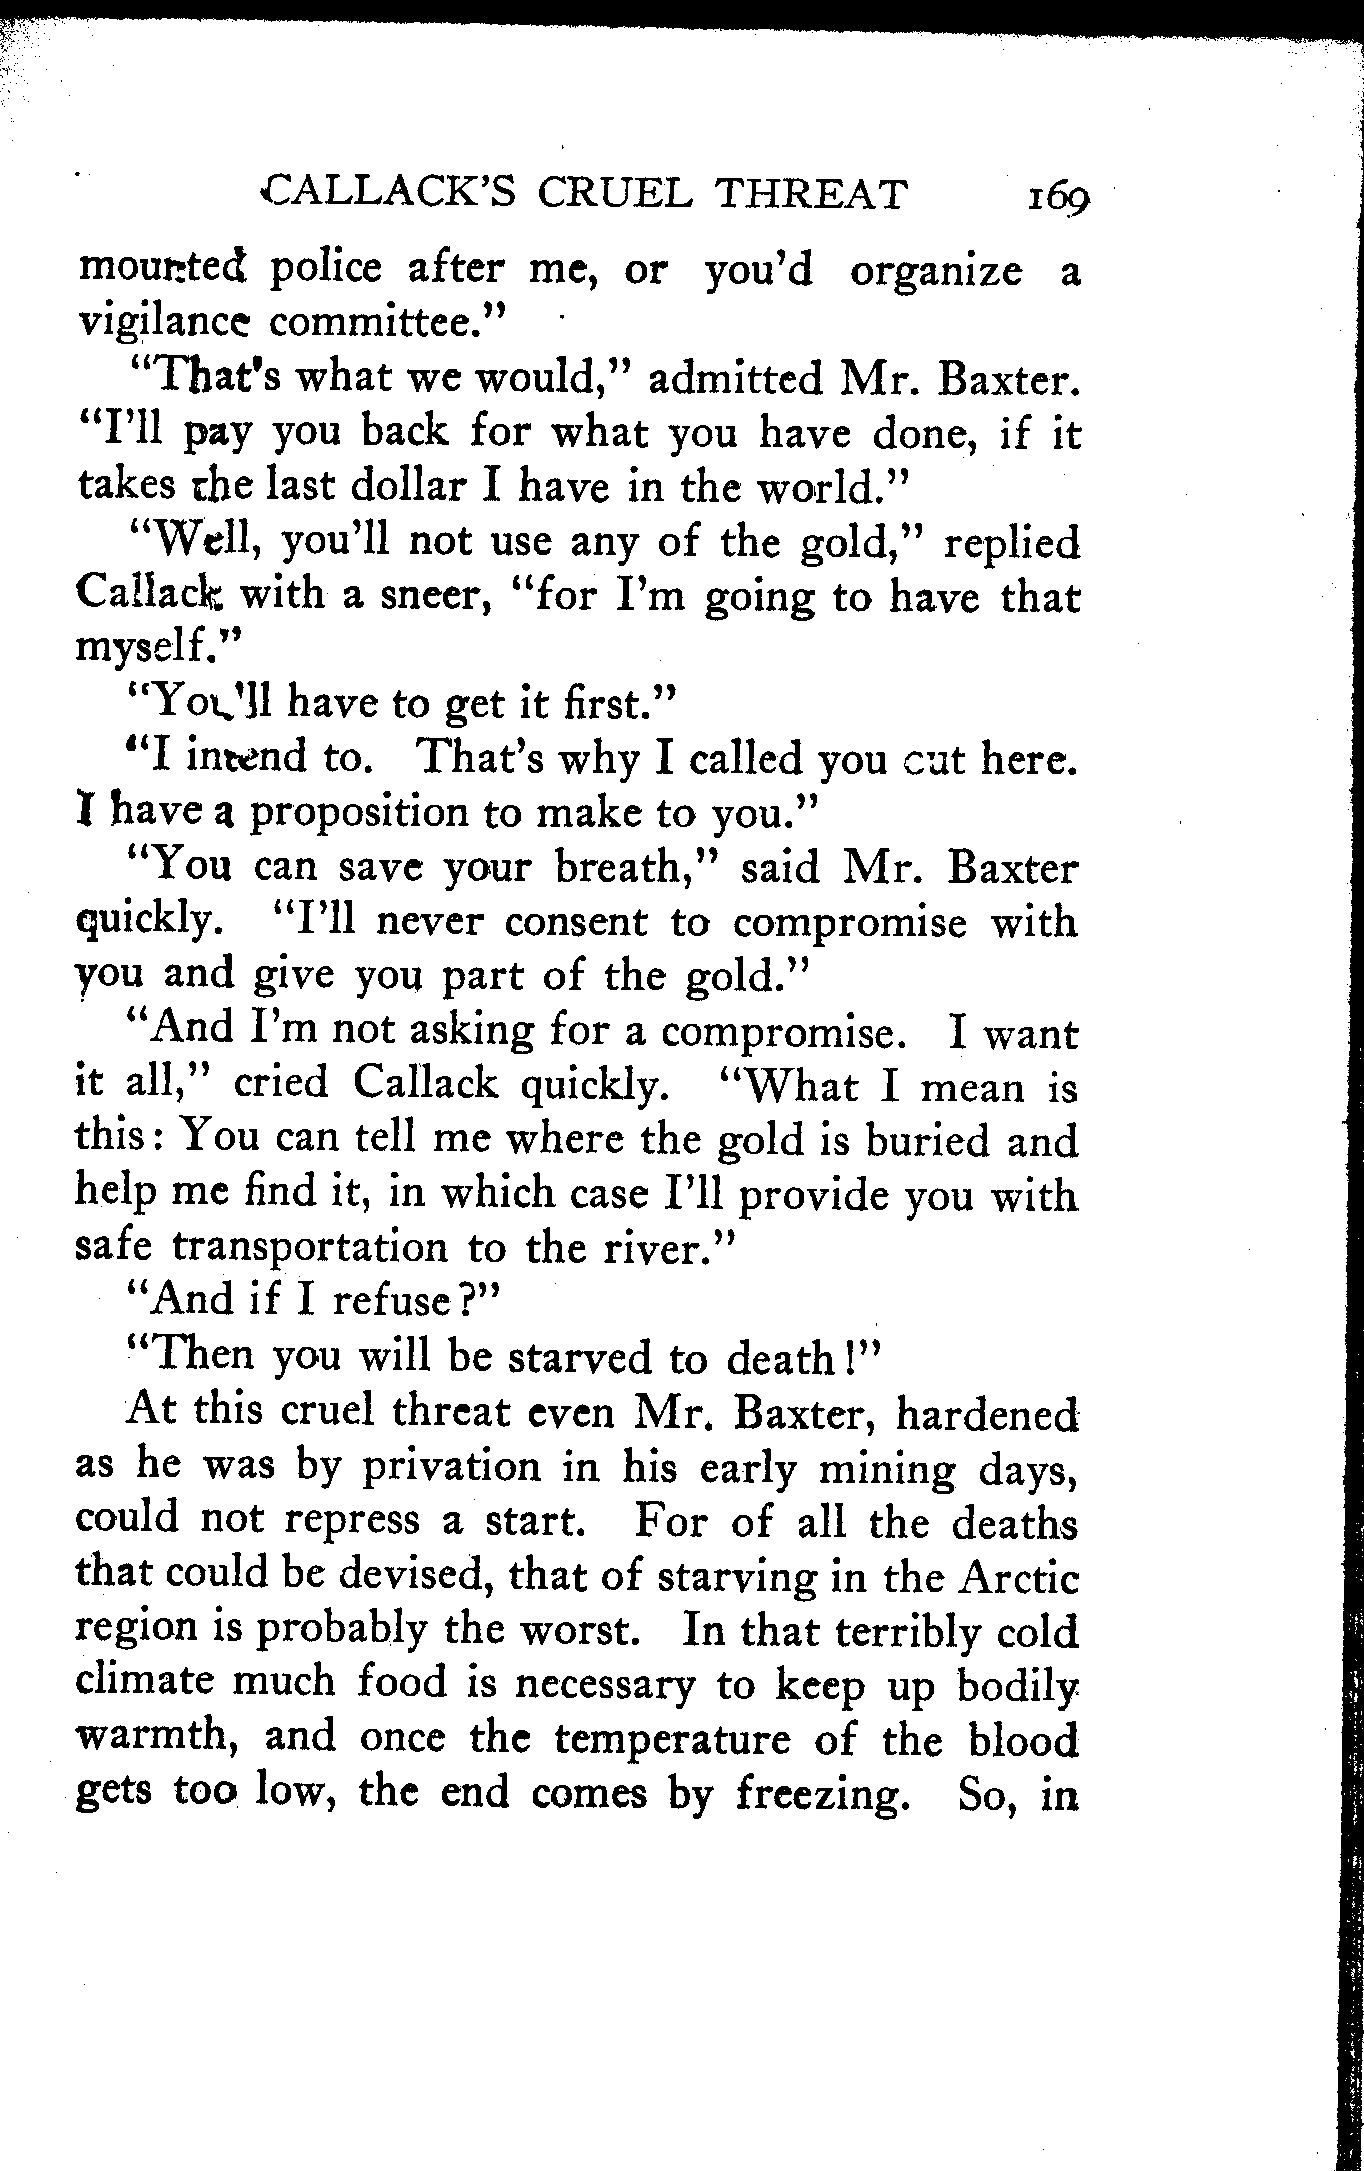 CALLACK'S CRUEL THREAT 169
mounted police after me, or you'd organize a
vigilance committee."
"That's what we would," admitted Mr. Baxter.
"I'll pay you back for what you have done, if it
takes the last dollar I have in the world."
"Well, you'll not use any of the gold," replied
Callack with a sneer, "for I'm going to have that
myself."
"You'll have to get it first."
"I intend to. That's why I called you out here.
I have a proposition to make to you."
"You can save your breath," said Mr. Baxter
quickly. "I'll never consent to compromise with
you and give you part of the gold."
"And I'm not asking for a compromise. I want
it all," cried Callack quickly. "What I mean is
this: You can tell me where the gold is buried and
help me find it, in which case I'll provide you with
safe transportation to the river."
"And if I refuse?"
"Then you will be starved to death!"
At this cruel threat even Mr. Baxter, hardened
as he was by privation in his early mining days,
could not repress a start. For of all the deaths
that could be devised, that of starving in the Arctic
region is probably the worst. In that terribly cold
climate much food is necessary to keep up bodily
warmth, and once the temperature of the blood
gets too low, the end comes by freezing. So, in